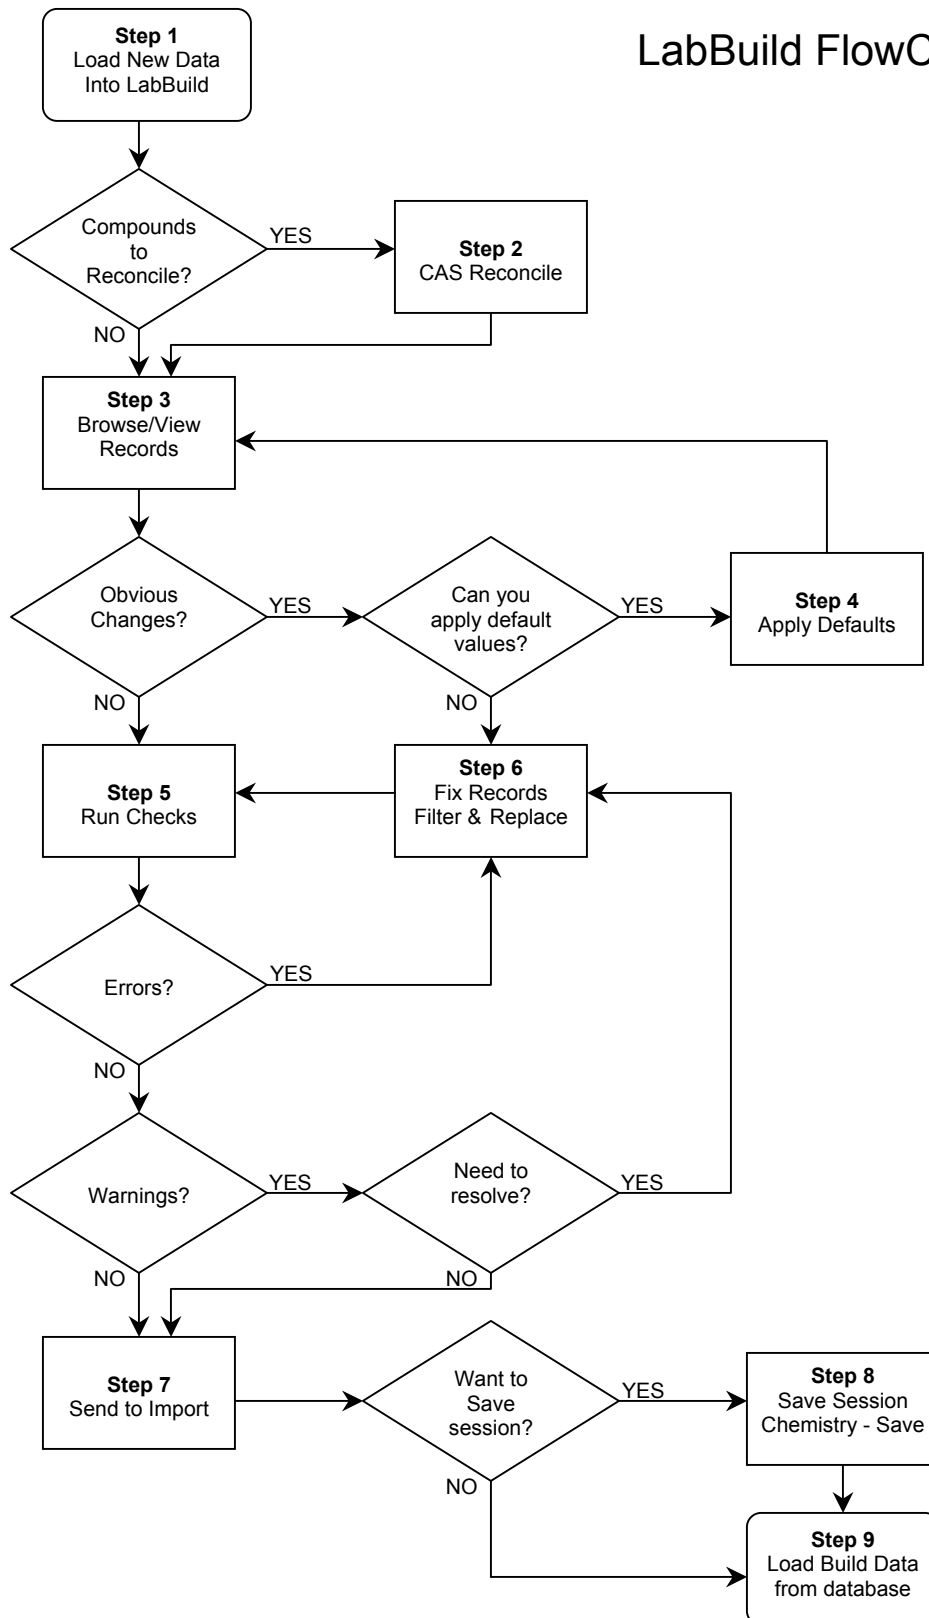 LabBuild FlowC
Step 1
Load New Data
Into LabBuild
Compounds
to
Reconcile?
YES
Step 2
CAS Reconcile
NO
Step 3
Browse/View
Records
Obvious
Changes?
YES
Can you
apply default
values?
YES
Step 4
Apply Defaults
NO
NO
Step 5
Run Checks
Step 6
Fix Records
Filter & Replace
Errors?
YES
NO
Warnings?
YES
Need to
resolve?
YES
NO
NO
Step 7
Send to Import
Want to
Save
session?
YES
Step 8
Save Session
Chemistry - Save
NO
Step 9
Load Build Data
from database